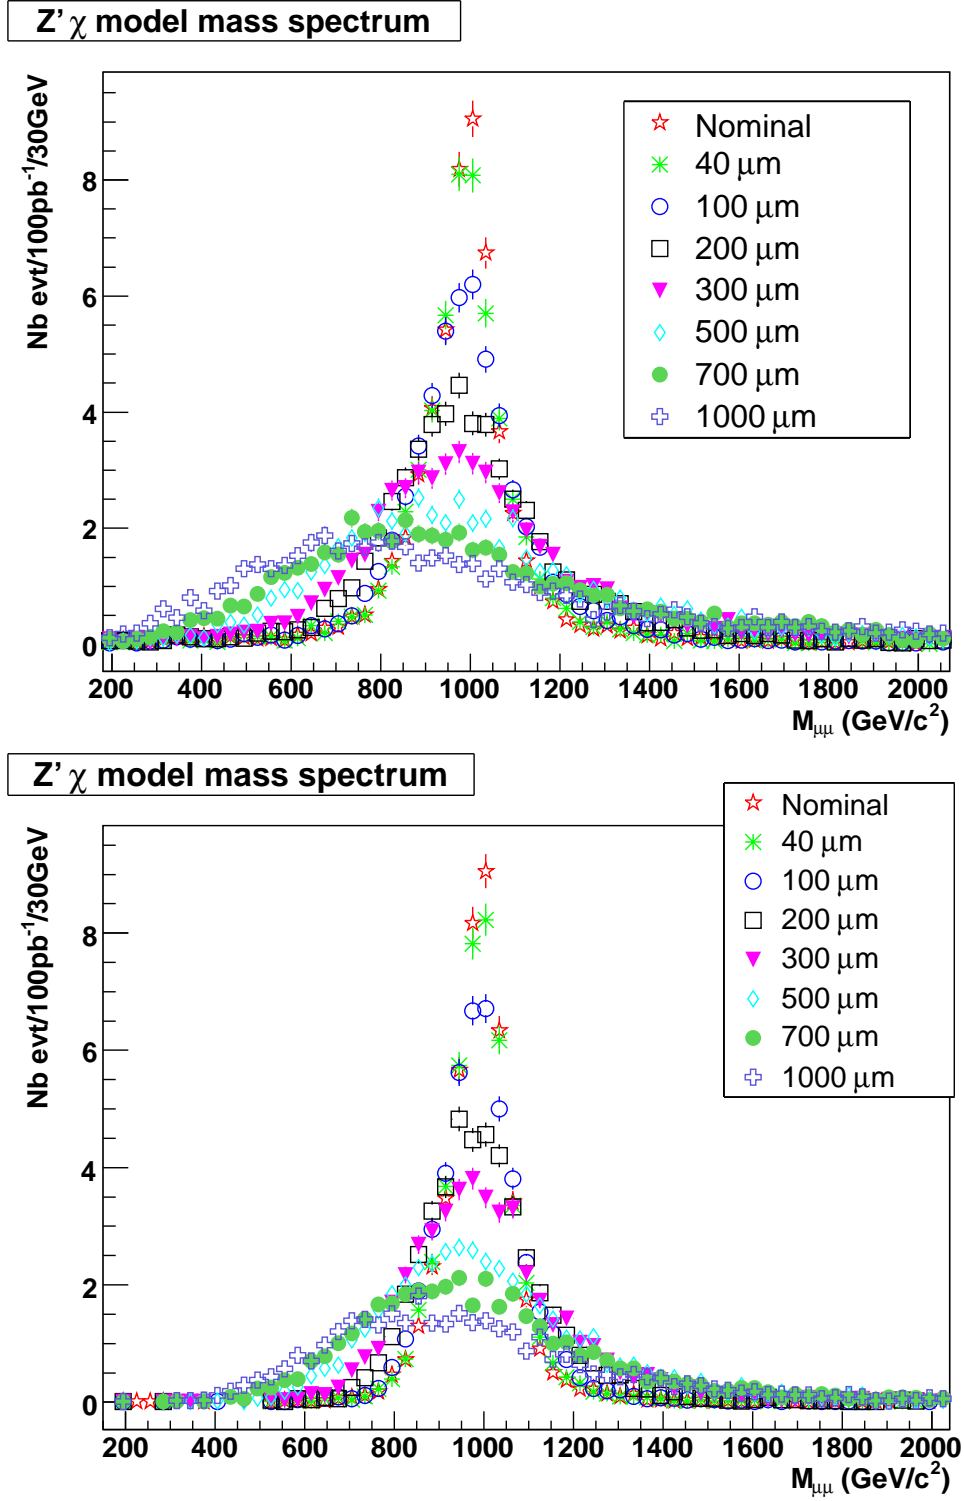 Z’ χ model mass spectrum
Nb evt/100pb⁻¹/30GeV
Nominal
40 μm
100 μm
200 μm
300 μm
500 μm
700 μm
1000 μm
8
6
4
2
0
200 400 600 800 1000 1200 1400 1600 1800 2000
M_μμ (GeV/c²)
Z’ χ model mass spectrum
Nb evt/100pb⁻¹/30GeV
Nominal
40 μm
100 μm
200 μm
300 μm
500 μm
700 μm
1000 μm
8
6
4
2
0
200 400 600 800 1000 1200 1400 1600 1800 2000
M_μμ (GeV/c²)